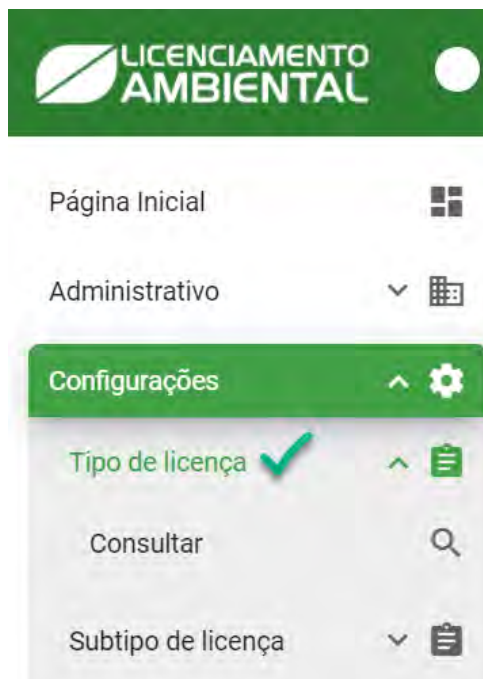 LICENCIAMENTO
AMBIENTAL
Página Inicial
Administrativo
Configurações
Tipo de licença
Consultar
Subtipo de licença